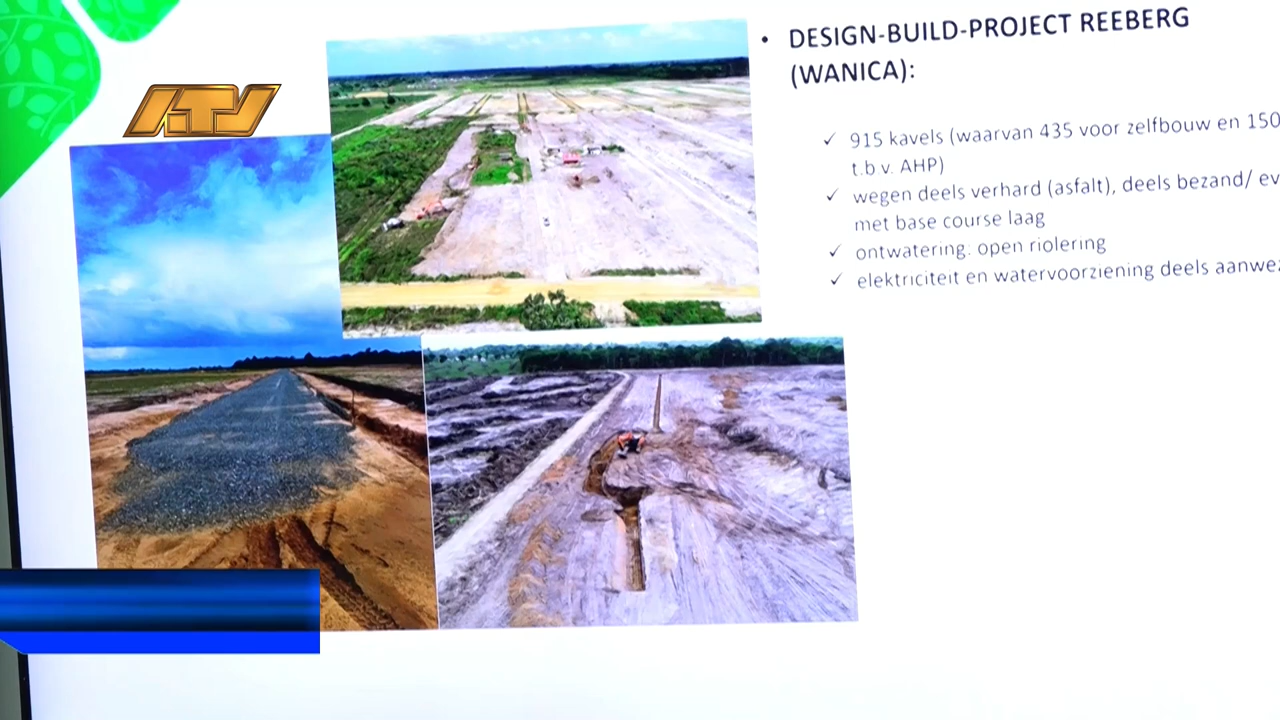 ATV
• DESIGN-BUILD-PROJECT REEBERG
(WANICA):
✓ 915 kavels (waarvan 435 voor zelfbouw en 150
t.b v. AHP)
✓ wegen deels verhard (asfalt), deels bezand/
met base course laag
✓ ontwatering: open riolering
✓ elektriciteit en watervoorziening deels